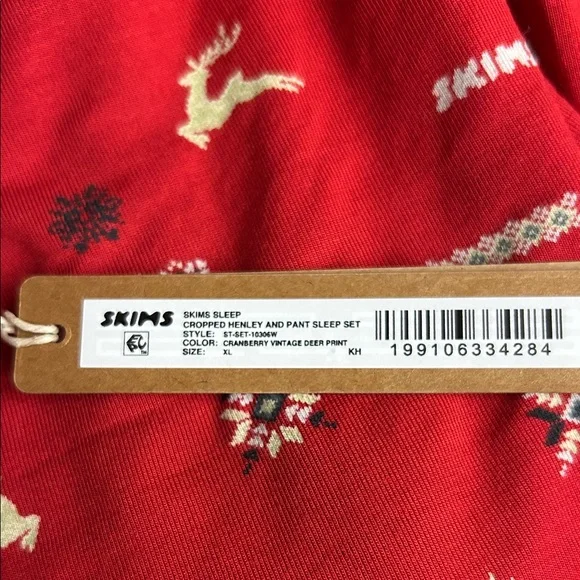 SKIMS
SKIMS
SKIMS SLEEP
CROPPED HENLEY AND PANT SLEEP SET
STYLE: ST-SET-10306W
COLOR: CRANBERRY VINTAGE DEER PRINT
SIZE: XL KH
199106334284